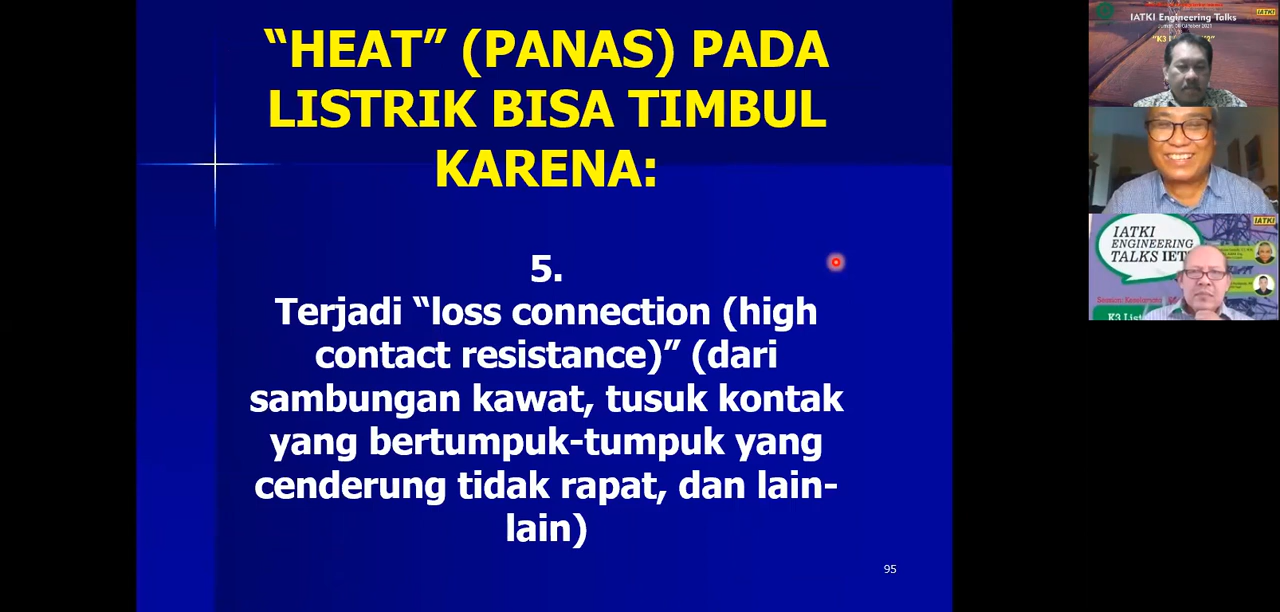 “HEAT” (PANAS) PADA
LISTRIK BISA TIMBUL
KARENA:
5.
Terjadi “loss connection (high
contact resistance)” (dari
sambungan kawat, tusuk kontak
yang bertumpuk-tumpuk yang
cenderung tidak rapat, dan lain-
lain)
95
IATKI
IATKI Engineering Talks
IATKI
IATKI
ENGINEERING
TALKS IET